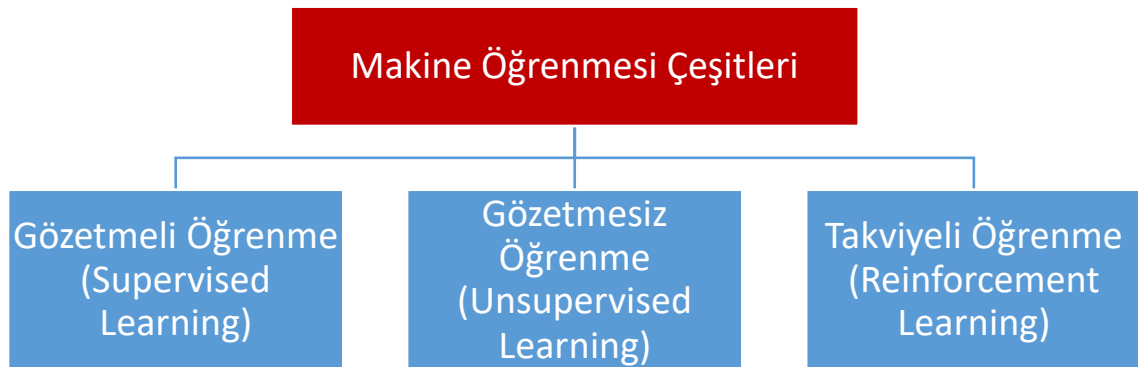 Makine Öğrenmesi Çeşitleri
Gözetmeli Öğrenme
(Supervised
Learning)
Gözetmesiz
Öğrenme
(Unsupervised
Learning)
Takviyeli Öğrenme
(Reinforcement
Learning)